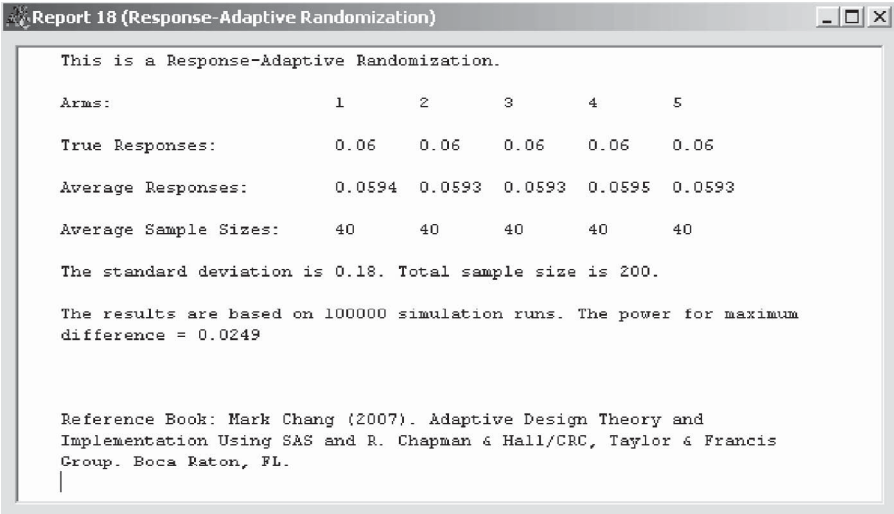 Report 18 (Response-Adaptive Randomization)
This is a Response-Adaptive Randomization.
Arms: 1 2 3 4 5
True Responses: 0.06 0.06 0.06 0.06 0.06
Average Responses: 0.0594 0.0593 0.0593 0.0595 0.0593
Average Sample Sizes: 40 40 40 40 40
The standard deviation is 0.18. Total sample size is 200.
The results are based on 100000 simulation runs. The power for maximum
difference = 0.0249
Reference Book: Mark Chang (2007). Adaptive Design Theory and
Implementation Using SAS and R. Chapman & Hall/CRC, Taylor & Francis
Group. Boca Raton, FL.